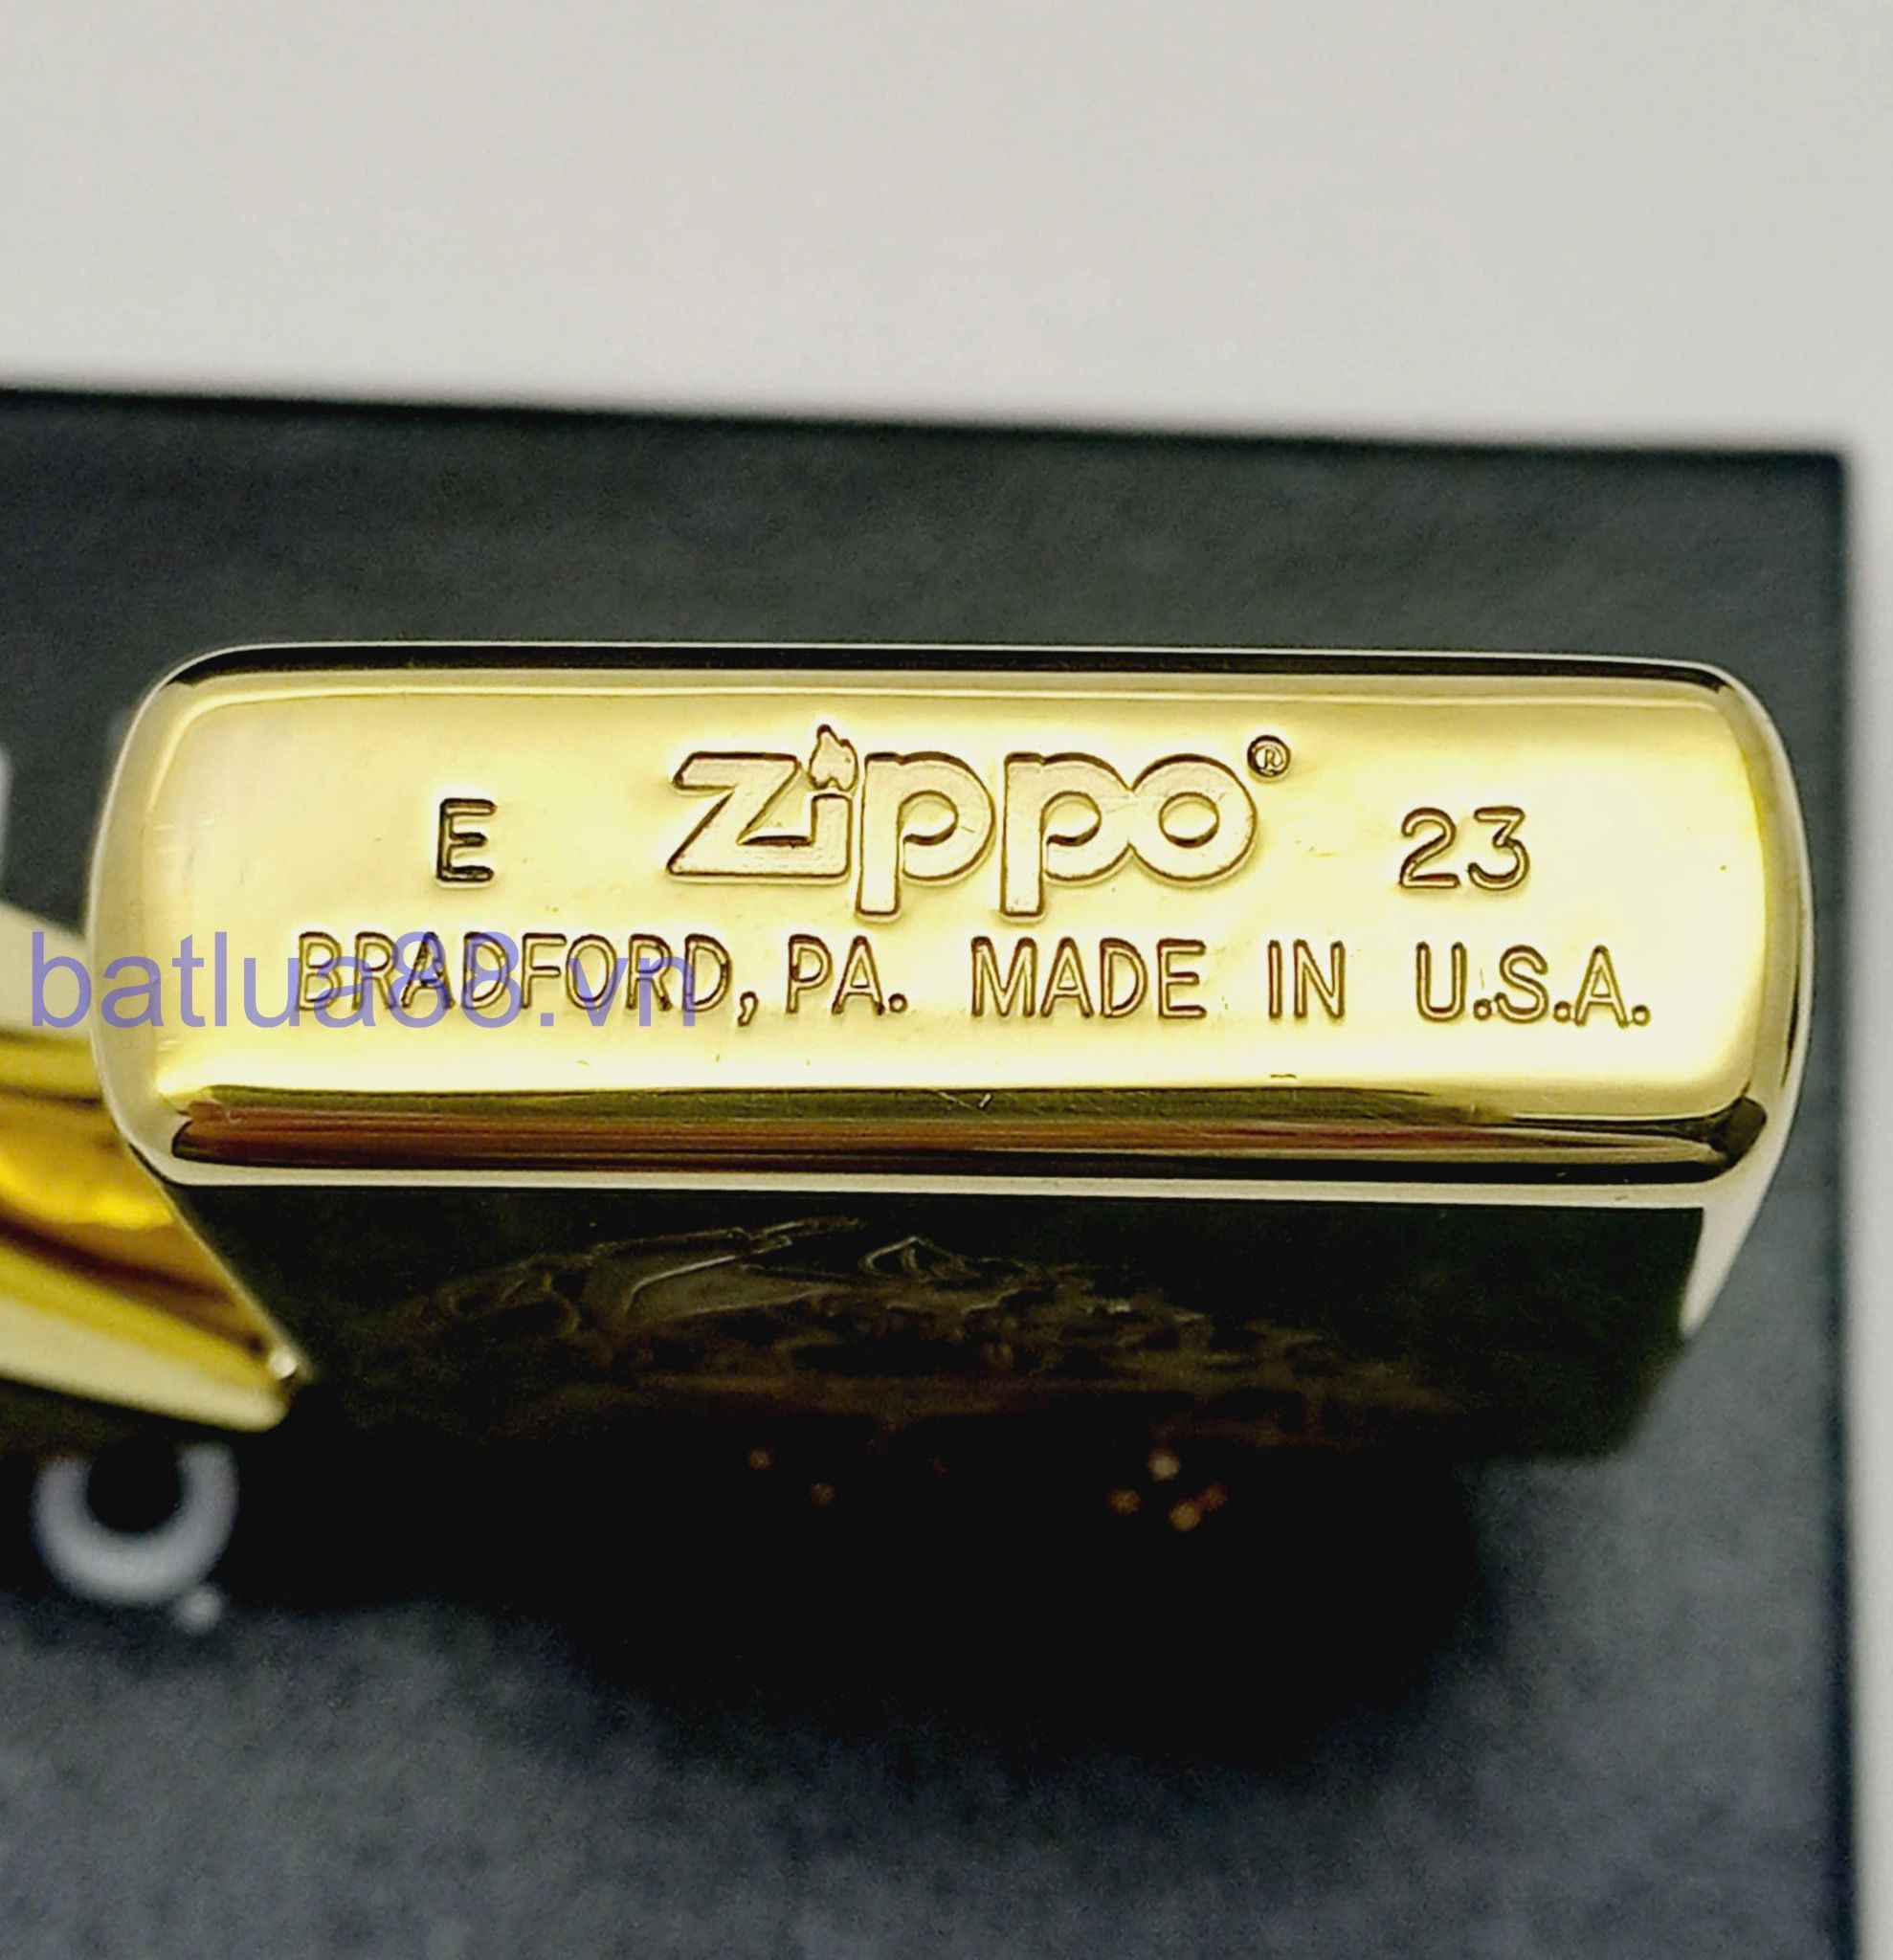 E zippo® 23
BRADFORD, PA. MADE IN U.S.A.
batlua88.vn